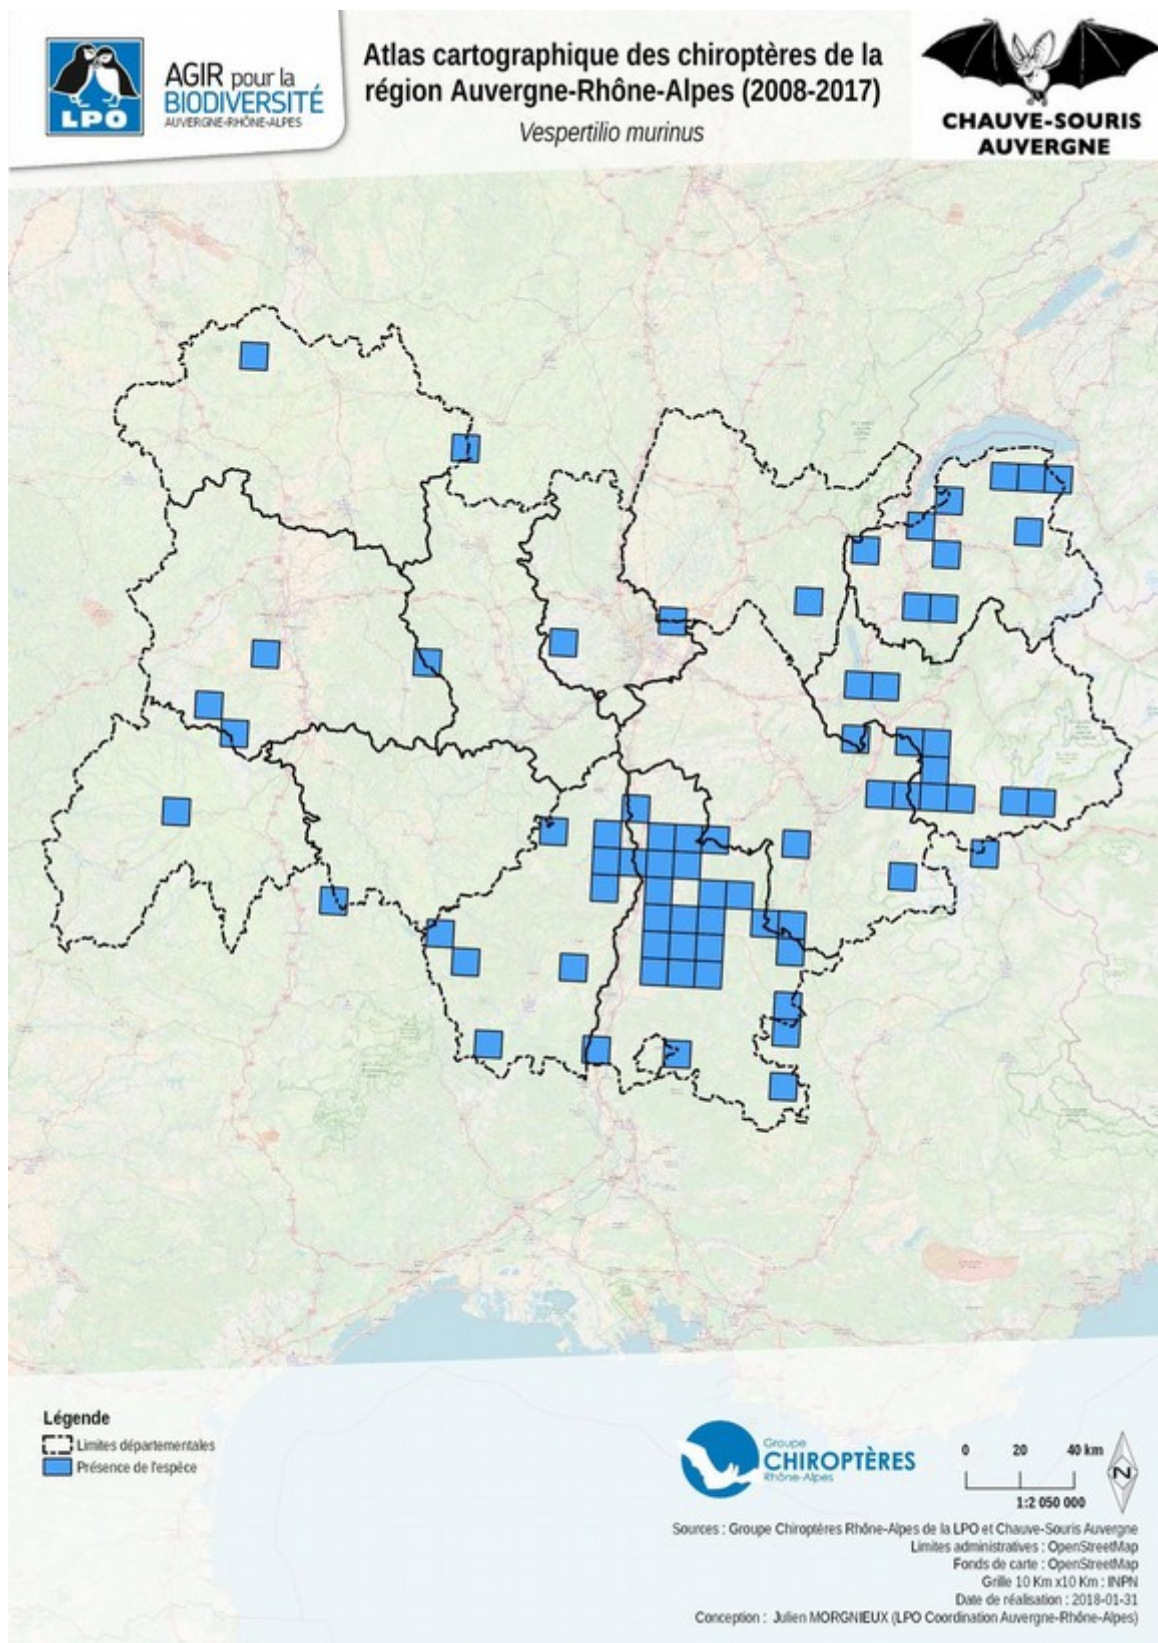 LPO
AGIR pour la
BIODIVERSITÉ
AUVERGNE-RHÔNE-ALPES
Atlas cartographique des chiroptères de la
région Auvergne-Rhône-Alpes (2008-2017)
Vespertilio murinus
CHAUVE-SOURIS
AUVERGNE
Légende
Limites départementales
Présence de l'espèce
Groupe
CHIROPTÈRES
Rhône-Alpes
0 20 40 km
1:2 050 000
N
Sources : Groupe Chiroptères Rhône-Alpes de la LPO et Chauve-Souris Auvergne
Limites administratives : OpenStreetMap
Fonds de carte : OpenStreetMap
Grille 10 Km x10 Km : INPN
Date de réalisation : 2018-01-31
Conception : Julien MORGNIEUX (LPO Coordination Auvergne-Rhône-Alpes)